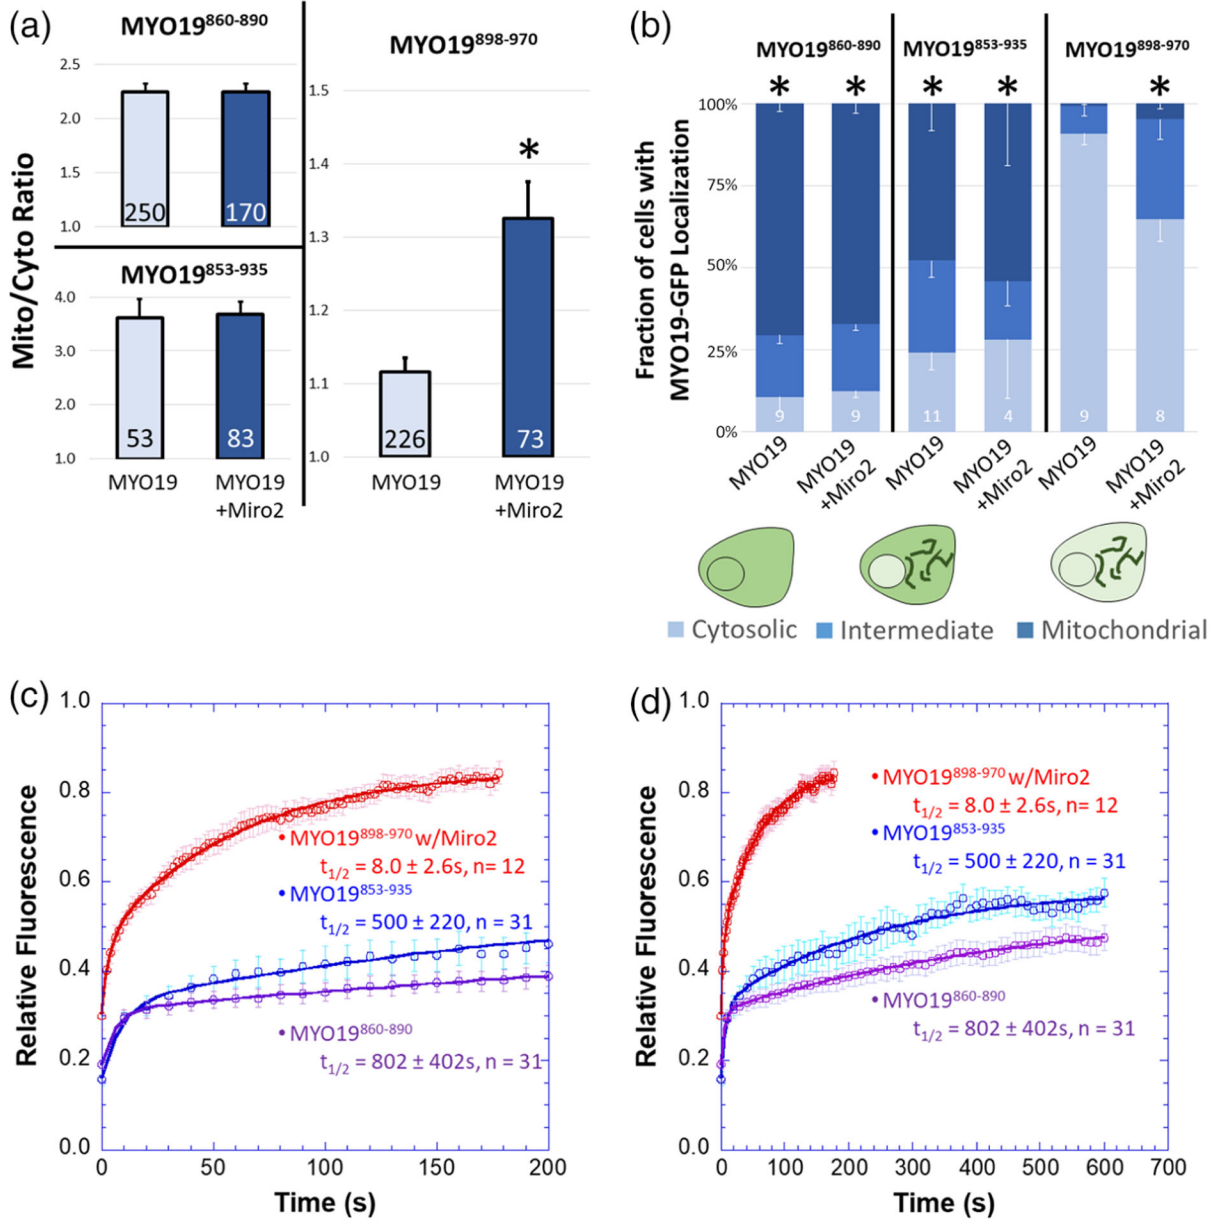 (a)
MYO19⁸⁶⁰⁻⁸⁹⁰
2.5
2.0
1.5
1.0
250
170
MYO19⁸⁵³⁻⁹³⁵
4.0
3.0
2.0
1.0
53
83
MYO19
MYO19
+Miro2
Mito/Cyto Ratio
MYO19⁸⁹⁸⁻⁹⁷⁰
1.5
1.4
1.3
1.2
1.1
1.0
*
226
73
MYO19
MYO19
+Miro2
(b)
MYO19⁸⁶⁰⁻⁸⁹⁰
MYO19⁸⁵³⁻⁹³⁵
MYO19⁸⁹⁸⁻⁹⁷⁰
* * * * *
Fraction of cells with
MYO19-GFP Localization
100%
75%
50%
25%
0%
9
9
11
4
9
8
MYO19
MYO19
+Miro2
MYO19
MYO19
+Miro2
MYO19
MYO19
+Miro2
Cytosolic
Intermediate
Mitochondrial
(c)
Relative Fluorescence
1.0
0.8
0.6
0.4
0.2
0.0
MYO19⁸⁹⁸⁻⁹⁷⁰ w/Miro2
t₁/₂ = 8.0 ± 2.6s, n= 12
MYO19⁸⁵³⁻⁹³⁵
t₁/₂ = 500 ± 220, n = 31
MYO19⁸⁶⁰⁻⁸⁹⁰
t₁/₂ = 802 ± 402s, n = 31
0 50 100 150 200
Time (s)
(d)
Relative Fluorescence
1.0
0.8
0.6
0.4
0.2
0.0
MYO19⁸⁹⁸⁻⁹⁷⁰ w/Miro2
t₁/₂ = 8.0 ± 2.6s, n= 12
MYO19⁸⁵³⁻⁹³⁵
t₁/₂ = 500 ± 220, n = 31
MYO19⁸⁶⁰⁻⁸⁹⁰
t₁/₂ = 802 ± 402s, n = 31
0 100 200 300 400 500 600 700
Time (s)